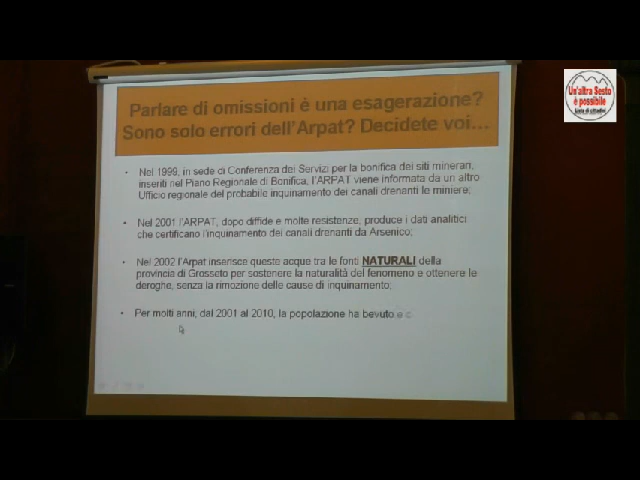 Un'altra Sesto
è possibile
Lista di cittadini
Parlare di omissioni è una esagerazione?
Sono solo errori dell'Arpat? Decidete voi...
• Nel 1999, in sede di Conferenza dei Servizi per la bonifica dei siti minerari,
inseriti nel Piano Regionale di Bonifica, l'ARPAT viene informata da un altro
Ufficio regionale del probabile inquinamento dei canali drenanti le miniere;
• Nel 2001 l'ARPAT, dopo diffide e molte resistenze, produce i dati analitici
che certificano l'inquinamento dei canali drenanti da Arsenico;
• Nel 2002 l'Arpat inserisce queste acque tra le fonti NATURALI della
provincia di Grosseto per sostenere la naturalità del fenomeno e ottenere le
deroghe, senza la rimozione delle cause di inquinamento;
• Per molti anni, dal 2001 al 2010, la popolazione ha bevuto e c